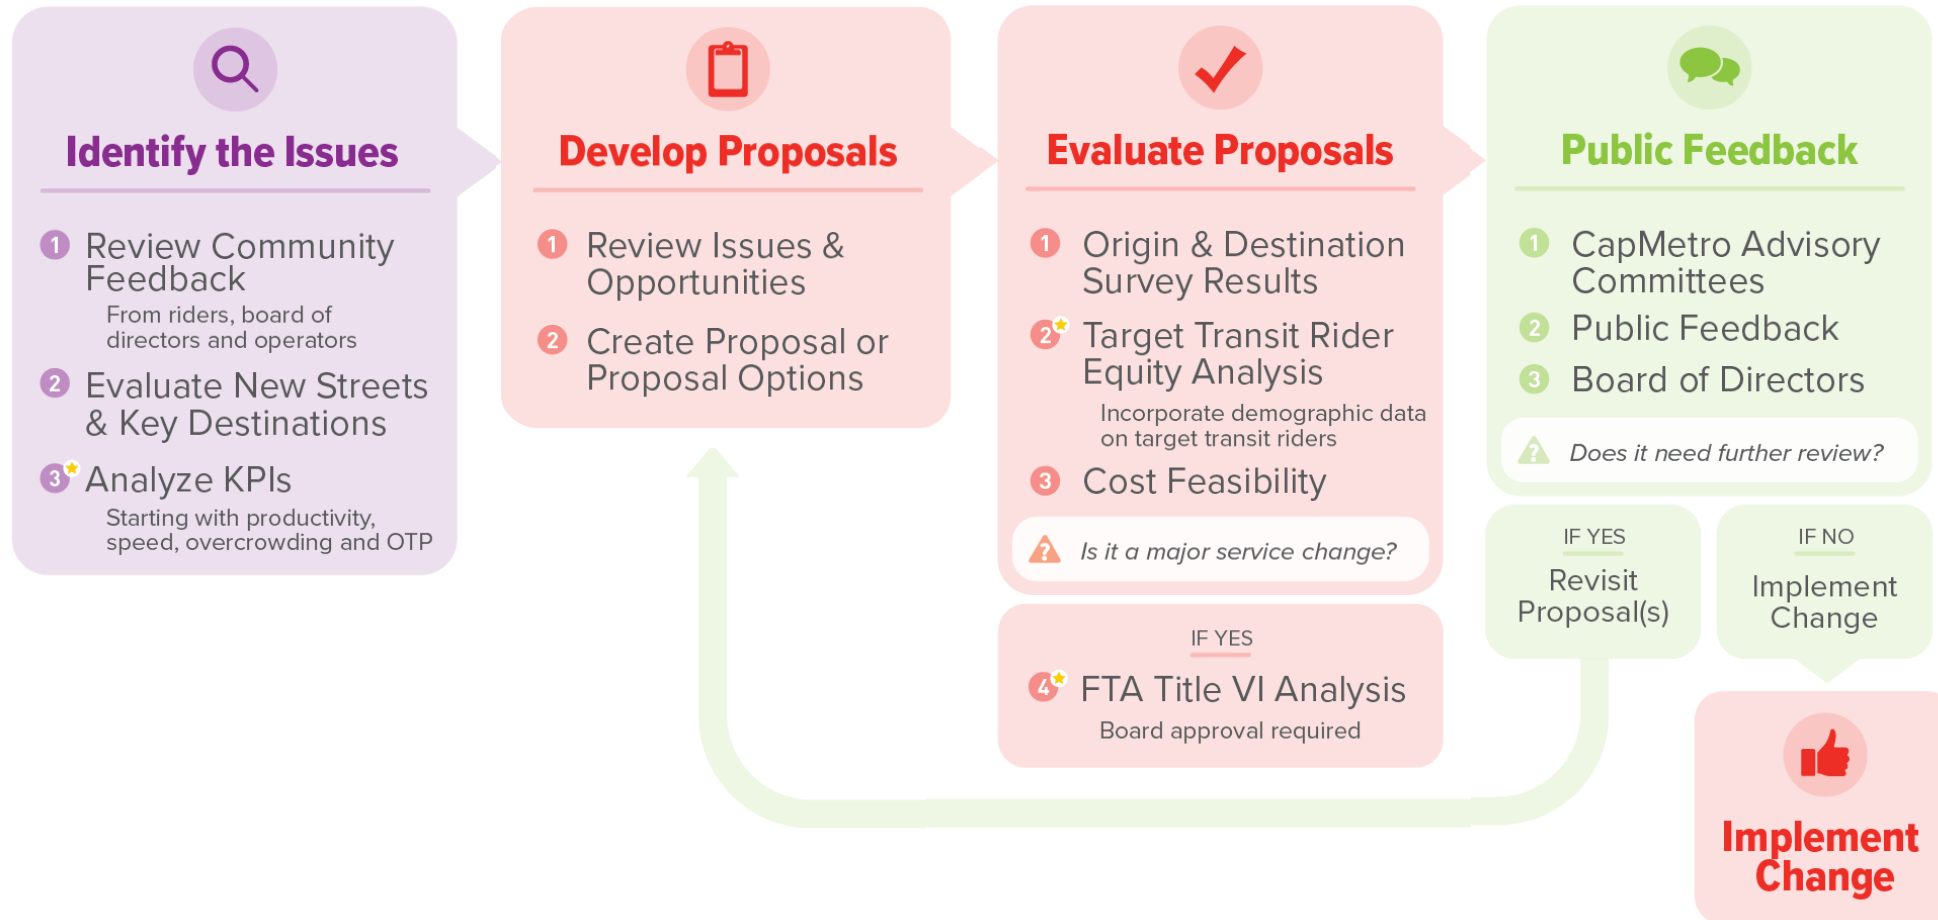 Identify the Issues
1 Review Community
Feedback
From riders, board of
directors and operators
2 Evaluate New Streets
& Key Destinations
3 Analyze KPIs
Starting with productivity,
speed, overcrowding and OTP
Develop Proposals
1 Review Issues &
Opportunities
2 Create Proposal or
Proposal Options
Evaluate Proposals
1 Origin & Destination
Survey Results
2 Target Transit Rider
Equity Analysis
Incorporate demographic data
on target transit riders
3 Cost Feasibility
? Is it a major service change?
IF YES
4 FTA Title VI Analysis
Board approval required
Public Feedback
1 CapMetro Advisory
Committees
2 Public Feedback
3 Board of Directors
? Does it need further review?
IF YES
Revisit
Proposal(s)
IF NO
Implement
Change
Implement
Change